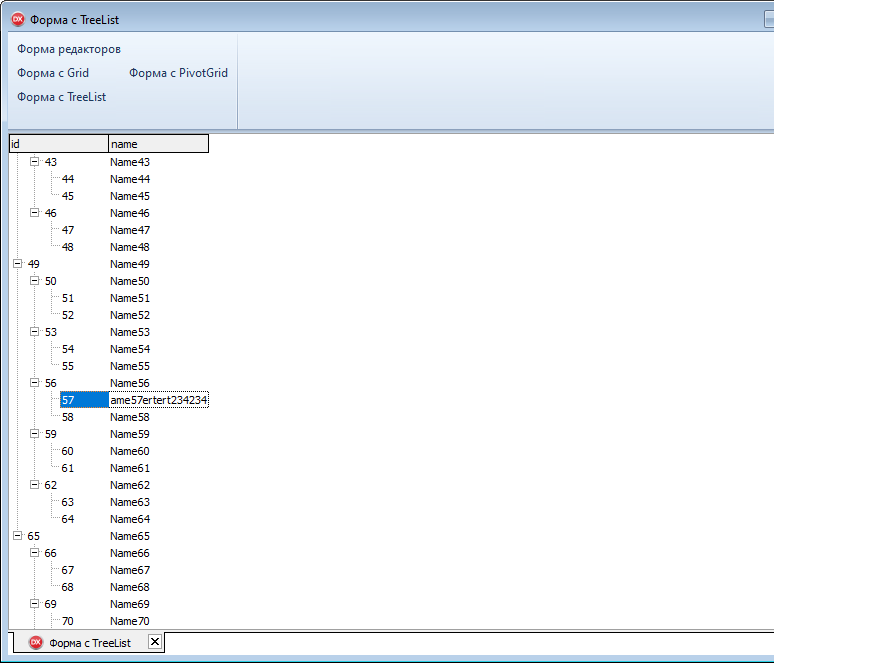 DX Форма с TreeList
Форма редакторов
Форма с Grid Форма с PivotGrid
Форма с TreeList
id name
43 Name43
44 Name44
45 Name45
46 Name46
47 Name47
48 Name48
49 Name49
50 Name50
51 Name51
52 Name52
53 Name53
54 Name54
55 Name55
56 Name56
57 ame57ertert234234
58 Name58
59 Name59
60 Name60
61 Name61
62 Name62
63 Name63
64 Name64
65 Name65
66 Name66
67 Name67
68 Name68
69 Name69
70 Name70
DX Форма с TreeList